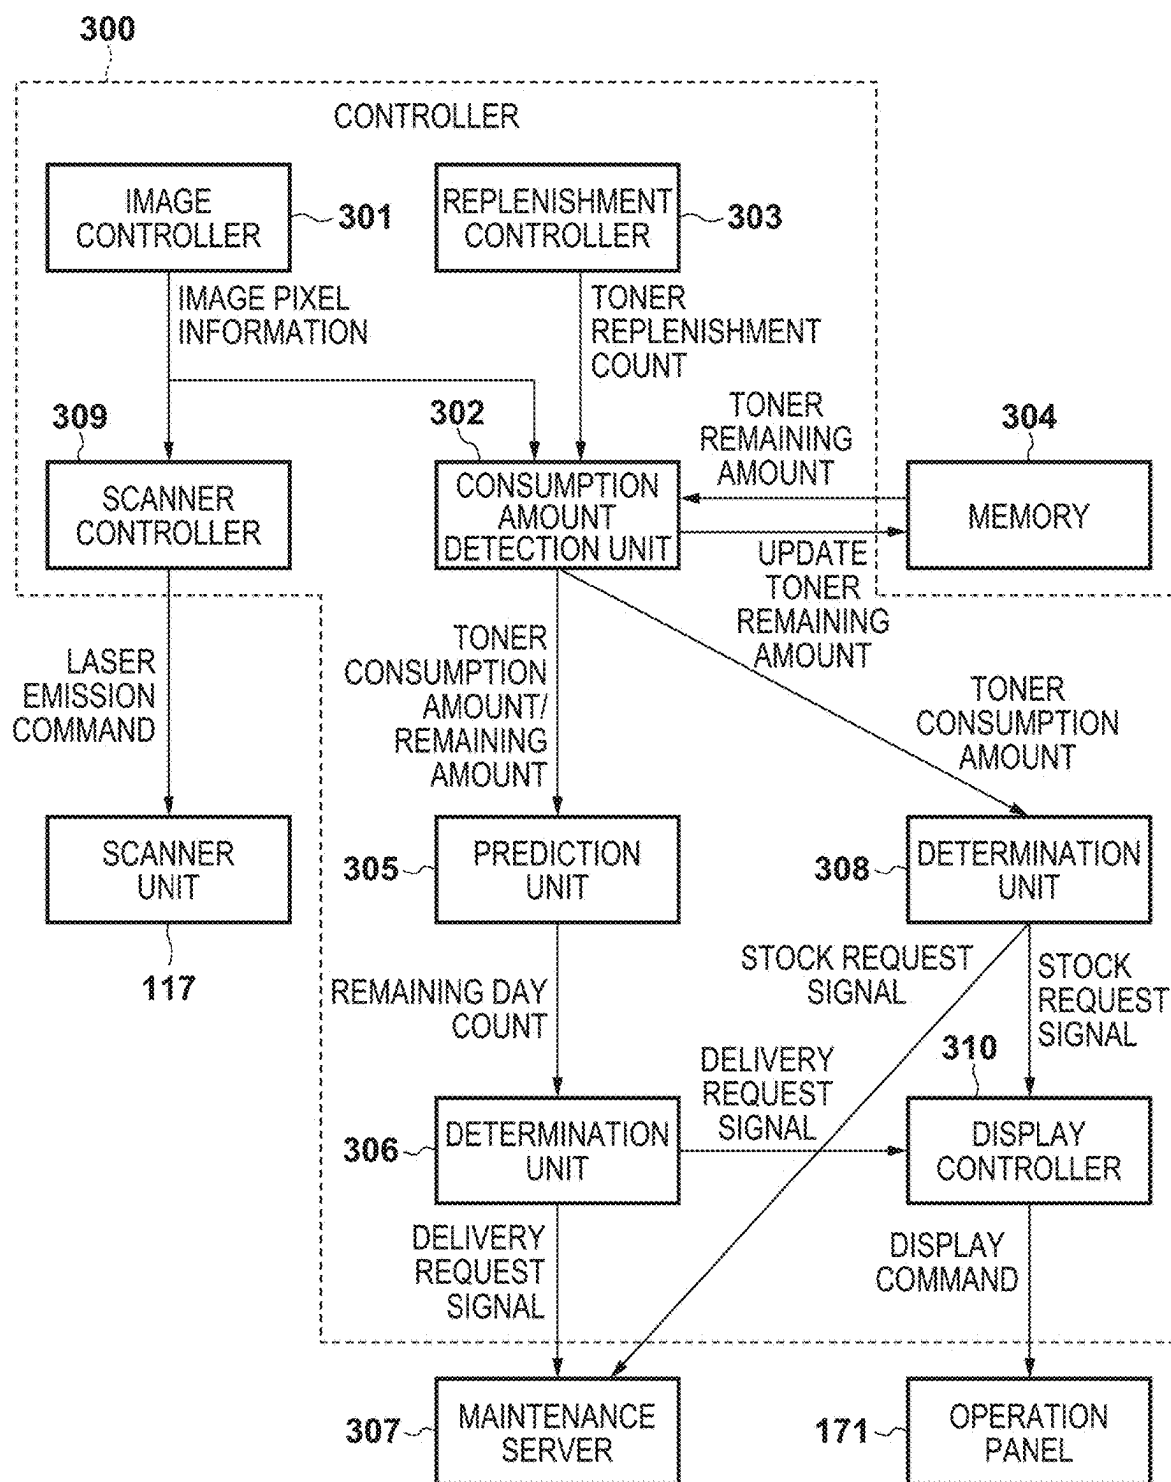 300
CONTROLLER
IMAGE
CONTROLLER
301
REPLENISHMENT
CONTROLLER
303
IMAGE PIXEL
INFORMATION
TONER
REPLENISHMENT
COUNT
309
302
TONER
REMAINING
AMOUNT
304
SCANNER
CONTROLLER
CONSUMPTION
AMOUNT
DETECTION UNIT
MEMORY
UPDATE
TONER
REMAINING
AMOUNT
LASER
EMISSION
COMMAND
TONER
CONSUMPTION
AMOUNT/
REMAINING
AMOUNT
TONER
CONSUMPTION
AMOUNT
SCANNER
UNIT
117
305
PREDICTION
UNIT
308
DETERMINATION
UNIT
REMAINING DAY
COUNT
STOCK REQUEST
SIGNAL
STOCK
REQUEST
SIGNAL
310
DELIVERY
REQUEST
SIGNAL
306
DETERMINATION
UNIT
DISPLAY
CONTROLLER
DELIVERY
REQUEST
SIGNAL
DISPLAY
COMMAND
307
MAINTENANCE
SERVER
171
OPERATION
PANEL